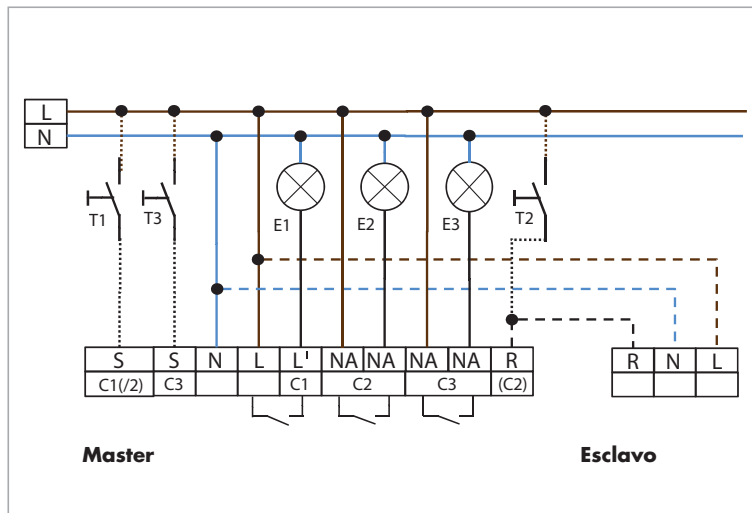 L
N
T1 T3 E1 E2 E3 T2
S S N L L' NA NA NA NA R R N L
C1(/2) C3 C1 C2 C3 (C2)
Master Esclavo